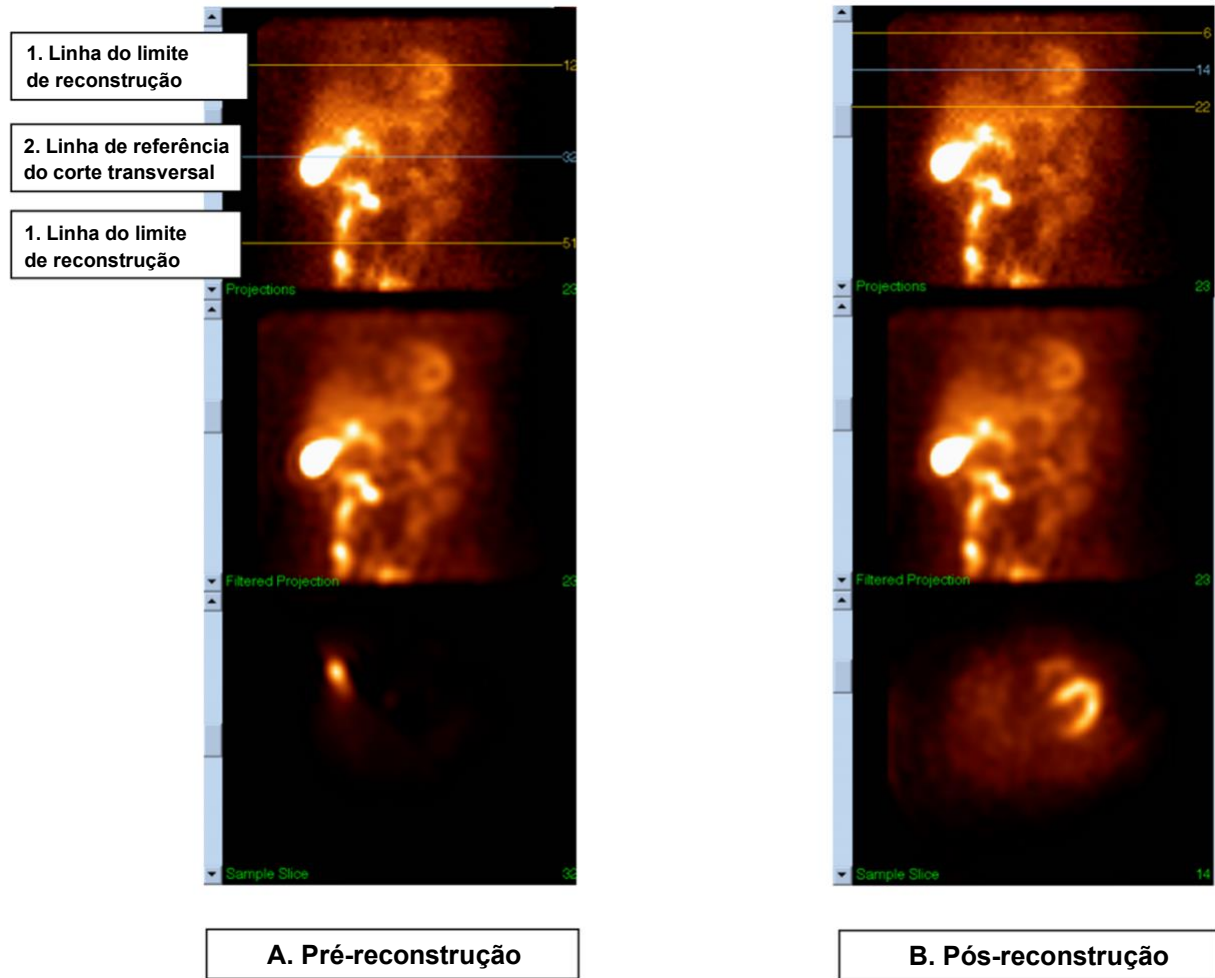 1. Linha do limite
de reconstrução
2. Linha de referência
do corte transversal
1. Linha do limite
de reconstrução
12
32
51
Projections 23
Filtered Projection 23
Sample Slice 32
A. Pré-reconstrução
6
14
22
Projections 23
Filtered Projection 23
Sample Slice 14
B. Pós-reconstrução